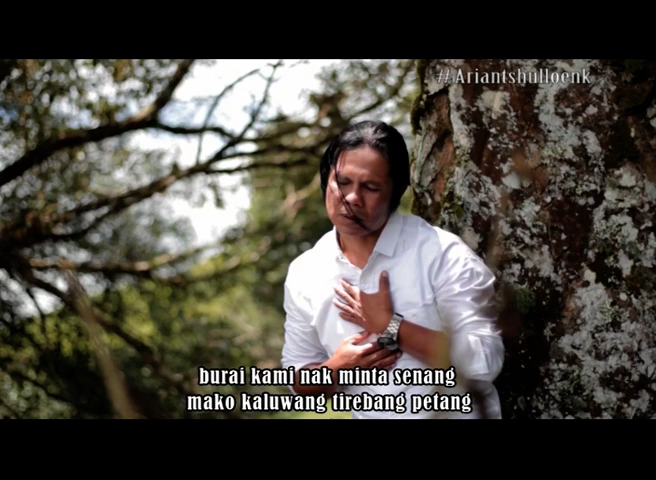 #Ariantshulloenk
burai kami nak minta senang
mako kaluwang tirebang petang